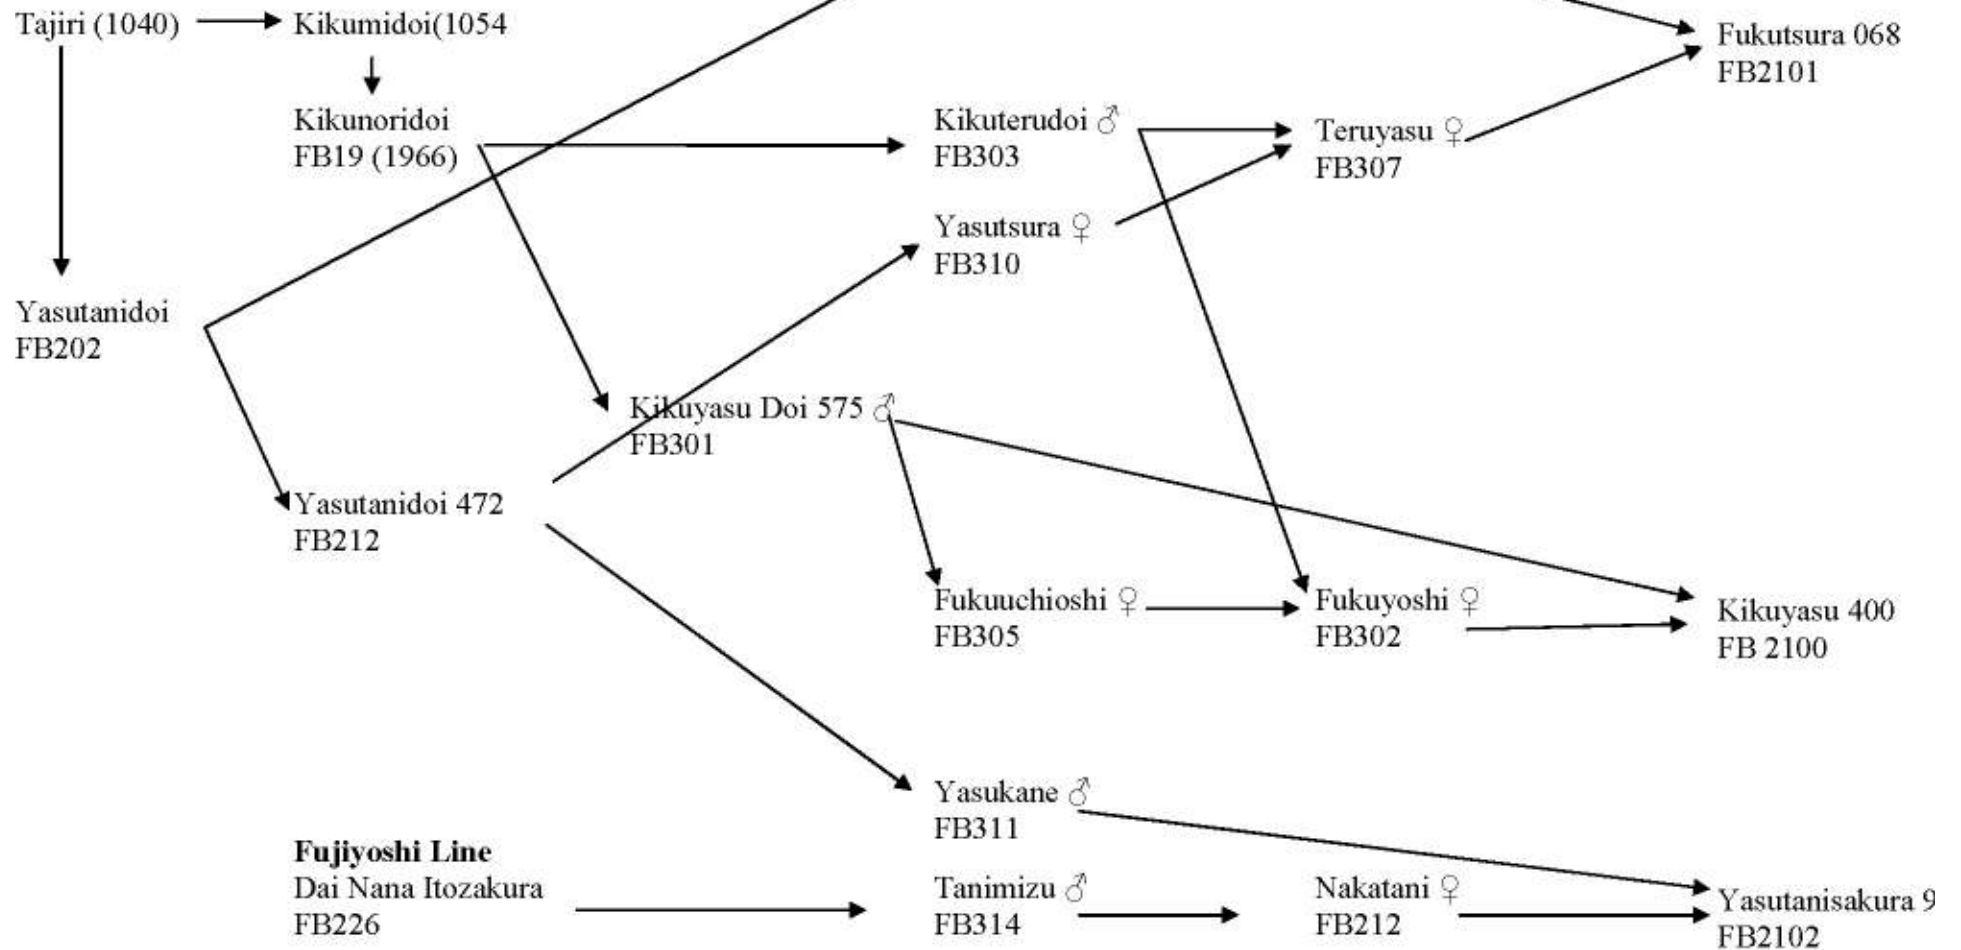 Tajiri (1040)
Kikumidoi(1054
Fukutsura 068
FB2101
Kikunoridoi
FB19 (1966)
Kikuterudoi ♂
FB303
Teruyasu ♀
FB307
Yasutsura ♀
FB310
Yasutanidoi
FB202
Kikuyasu Doi 575 ♂
FB301
Yasutanidoi 472
FB212
Fukuuchioshi ♀
FB305
Fukuyoshi ♀
FB302
Kikuyasu 400
FB 2100
Yasukane ♂
FB311
Fujiyoshi Line
Dai Nana Itozakura
FB226
Tanimizu ♂
FB314
Nakatani ♀
FB212
Yasutanisakura 9
FB2102